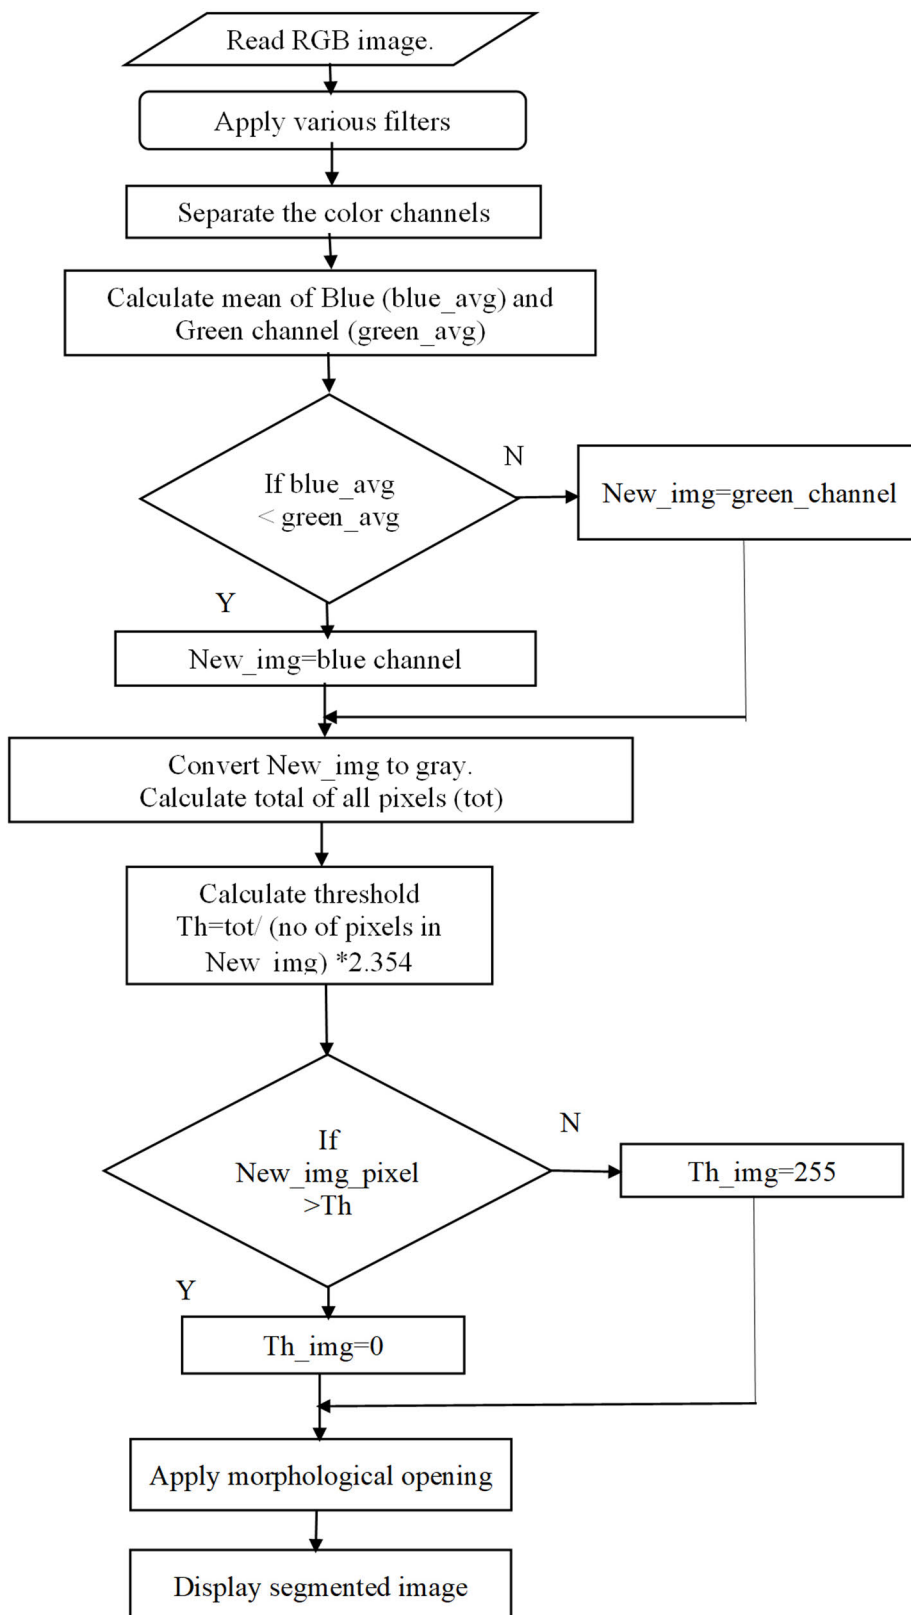 Read RGB image.
Apply various filters
Separate the color channels
Calculate mean of Blue (blue_avg) and
Green channel (green_avg)
If blue_avg
< green_avg
N
New_img=green_channel
Y
New_img=blue channel
Convert New_img to gray.
Calculate total of all pixels (tot)
Calculate threshold
Th=tot/ (no of pixels in
New_img) *2.354
If
New_img_pixel
>Th
N
Th_img=255
Y
Th_img=0
Apply morphological opening
Display segmented image